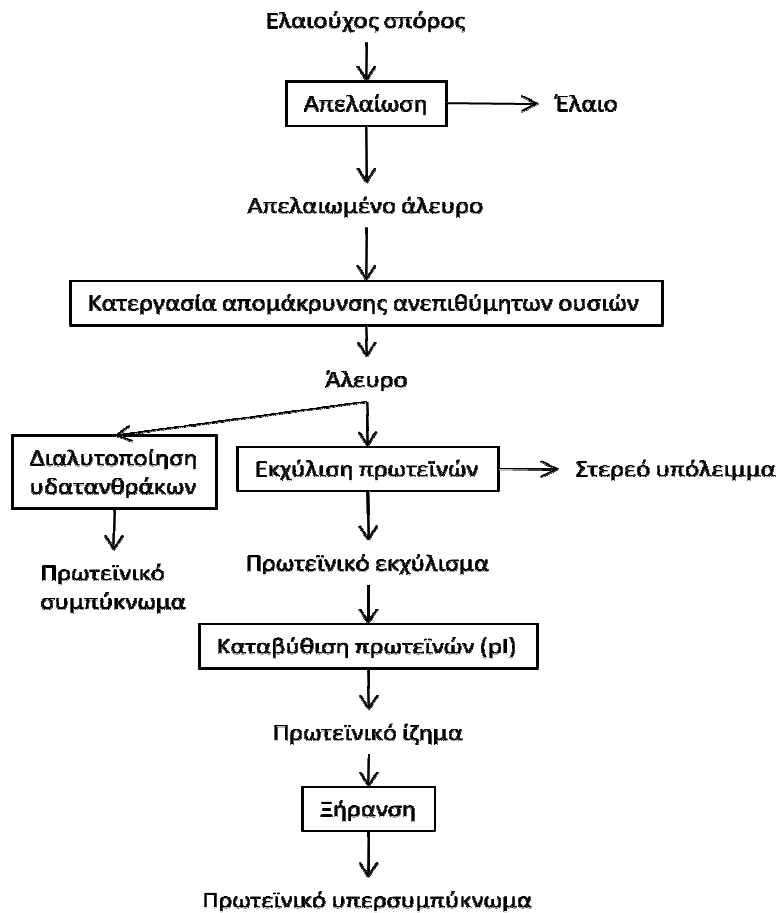 Ελαιούχος σπόρος
Απελαίωση
Έλαιο
Απελαιωμένο άλευρο
Κατεργασία απομάκρυνσης ανεπιθύμητων ουσιών
Άλευρο
Διαλυτοποίηση
υδατανθράκων
Εκχύλιση πρωτεϊνών
Στερεό υπόλειμμα
Πρωτεϊνικό
συμπύκνωμα
Πρωτεϊνικό εκχύλισμα
Καταβύθιση πρωτεϊνών (pI)
Πρωτεϊνικό ίζημα
Ξήρανση
Πρωτεϊνικό υπερσυμπύκνωμα